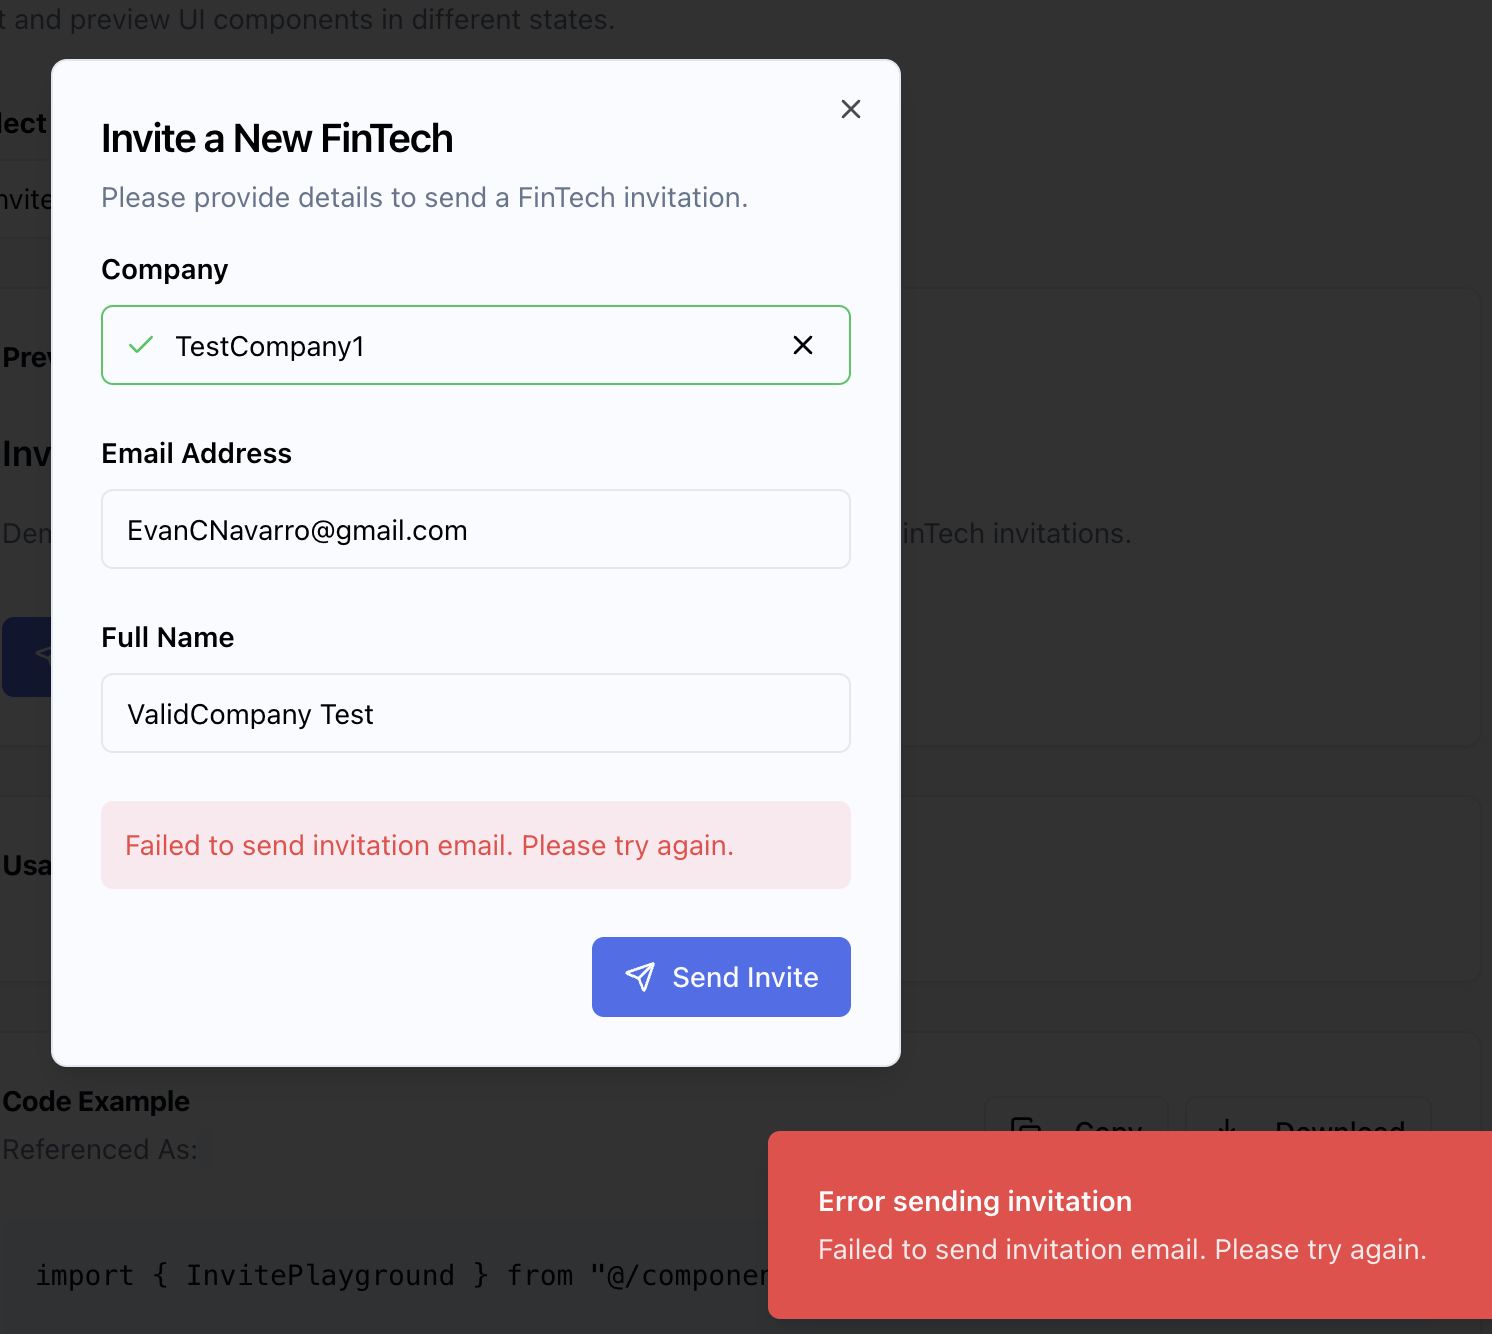 t and preview UI components in different states.
lect
nvite
Invite a New FinTech
Please provide details to send a FinTech invitation.
Company
TestCompany1
Prev
Email Address
Inv
EvanCNavarro@gmail.com
Den
inTech invitations.
Full Name
ValidCompany Test
Failed to send invitation email. Please try again.
Usa
Send Invite
Code Example
Copy
Download
Referenced As:
Error sending invitation
Failed to send invitation email. Please try again.
import { InvitePlayground } from "@/componen